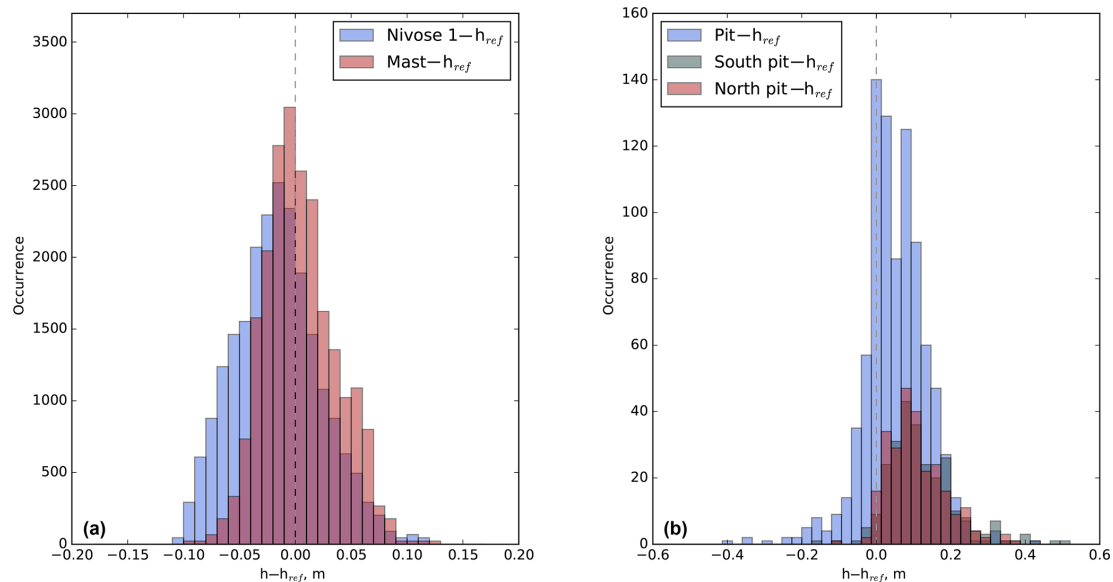 3500
3000
2500
2000
1500
1000
500
0
Occurrence
Nivose 1−h_ref
Mast−h_ref
(a)
−0.20 −0.15 −0.10 −0.05 0.00 0.05 0.10 0.15 0.20
h−h_ref, m
160
140
120
100
80
60
40
20
0
Occurrence
Pit−h_ref
South pit−h_ref
North pit−h_ref
(b)
−0.6 −0.4 −0.2 0.0 0.2 0.4 0.6
h−h_ref, m